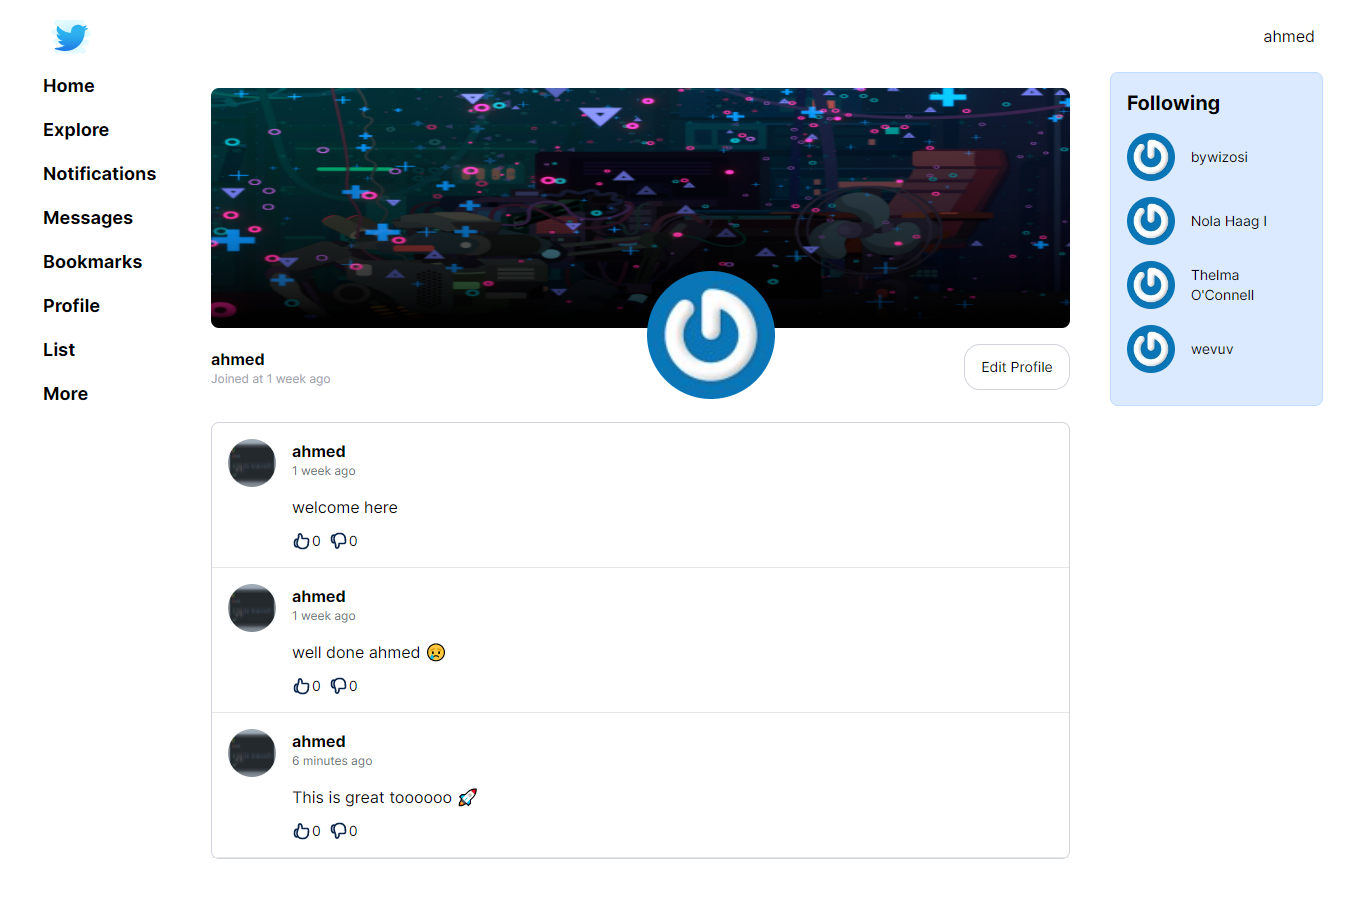 ahmed
Home
Explore
Notifications
Messages
Bookmarks
Profile
List
More
ahmed
Joined at 1 week ago
Edit Profile
ahmed
1 week ago
welcome here
0 0
ahmed
1 week ago
well done ahmed 😥
0 0
ahmed
6 minutes ago
This is great toooooo 🚀
0 0
Following
bywizosi
Nola Haag I
Thelma
O'Connell
wevuv